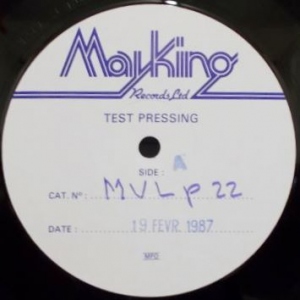 MayKing
Records Ltd
TEST PRESSING
SIDE: A
CAT. Nº: MVLP 22
DATE: 19 FEVR. 1987
MPO